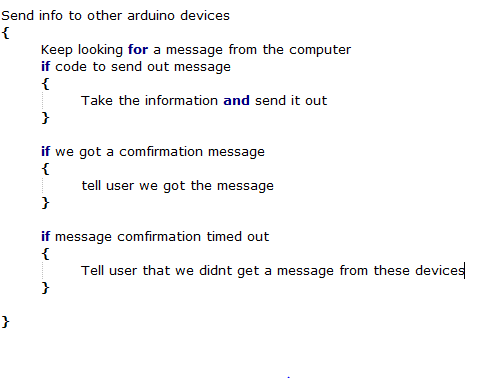 Send info to other arduino devices
{
Keep looking for a message from the computer
if code to send out message
{
Take the information and send it out
}
if we got a comfirmation message
{
tell user we got the message
}
if message comfirmation timed out
{
Tell user that we didnt get a message from these devices
}
}